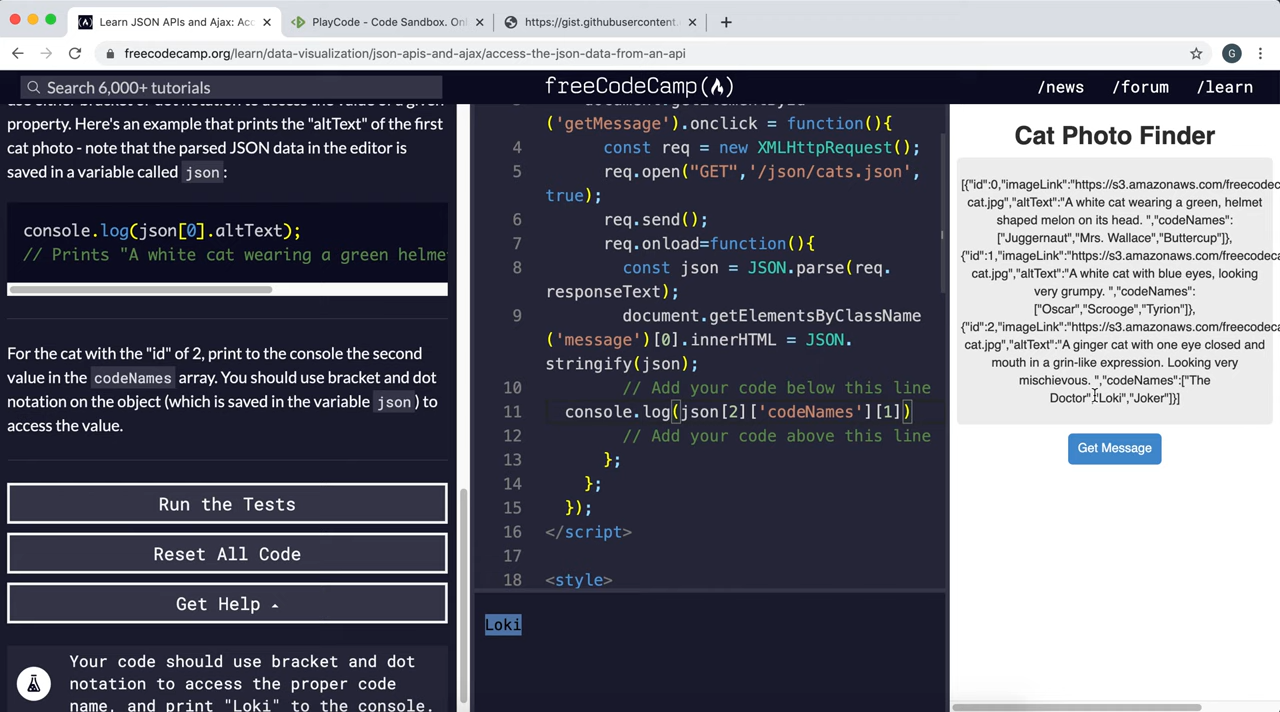 Learn JSON APIs and Ajax: Acc
PlayCode - Code Sandbox. Onl
https://gist.githubusercontent.
freecodecamp.org/learn/data-visualization/json-apis-and-ajax/access-the-json-data-from-an-api
G
Search 6,000+ tutorials
freeCodeCamp
/news
/forum
/learn
use either bracket or dot notation to access the value of a given
property. Here's an example that prints the "altText" of the first
cat photo - note that the parsed JSON data in the editor is
saved in a variable called json :
console.log(json[0].altText);
// Prints "A white cat wearing a green helme
For the cat with the "id" of 2, print to the console the second
value in the codeNames array. You should use bracket and dot
notation on the object (which is saved in the variable json ) to
access the value.
Run the Tests
Reset All Code
Get Help
Your code should use bracket and dot
notation to access the proper code
name, and print "Loki" to the console.
3 document.getElementById
('getMessage').onclick = function(){
4 const req = new XMLHttpRequest();
5 req.open("GET",'/json/cats.json',
true);
6 req.send();
7 req.onload=function(){
8 const json = JSON.parse(req.
responseText);
9 document.getElementsByClassName
('message')[0].innerHTML = JSON.
stringify(json);
10 // Add your code below this line
11 console.log(json[2]['codeNames'][1])
12 // Add your code above this line
13 };
14 };
15 });
16 </script>
17
18 <style>
Loki
Cat Photo Finder
[{"id":0,"imageLink":"https://s3.amazonaws.com/freecodec
cat.jpg","altText":"A white cat wearing a green, helmet
shaped melon on its head. ","codeNames":
["Juggernaut","Mrs. Wallace","Buttercup"]},
{"id":1,"imageLink":"https://s3.amazonaws.com/freecodeca
cat.jpg","altText":"A white cat with blue eyes, looking
very grumpy. ","codeNames":
["Oscar","Scrooge","Tyrion"]},
{"id":2,"imageLink":"https://s3.amazonaws.com/freecodeca
cat.jpg","altText":"A ginger cat with one eye closed and
mouth in a grin-like expression. Looking very
mischievous. ","codeNames":["The
Doctor","Loki","Joker"]}]
Get Message